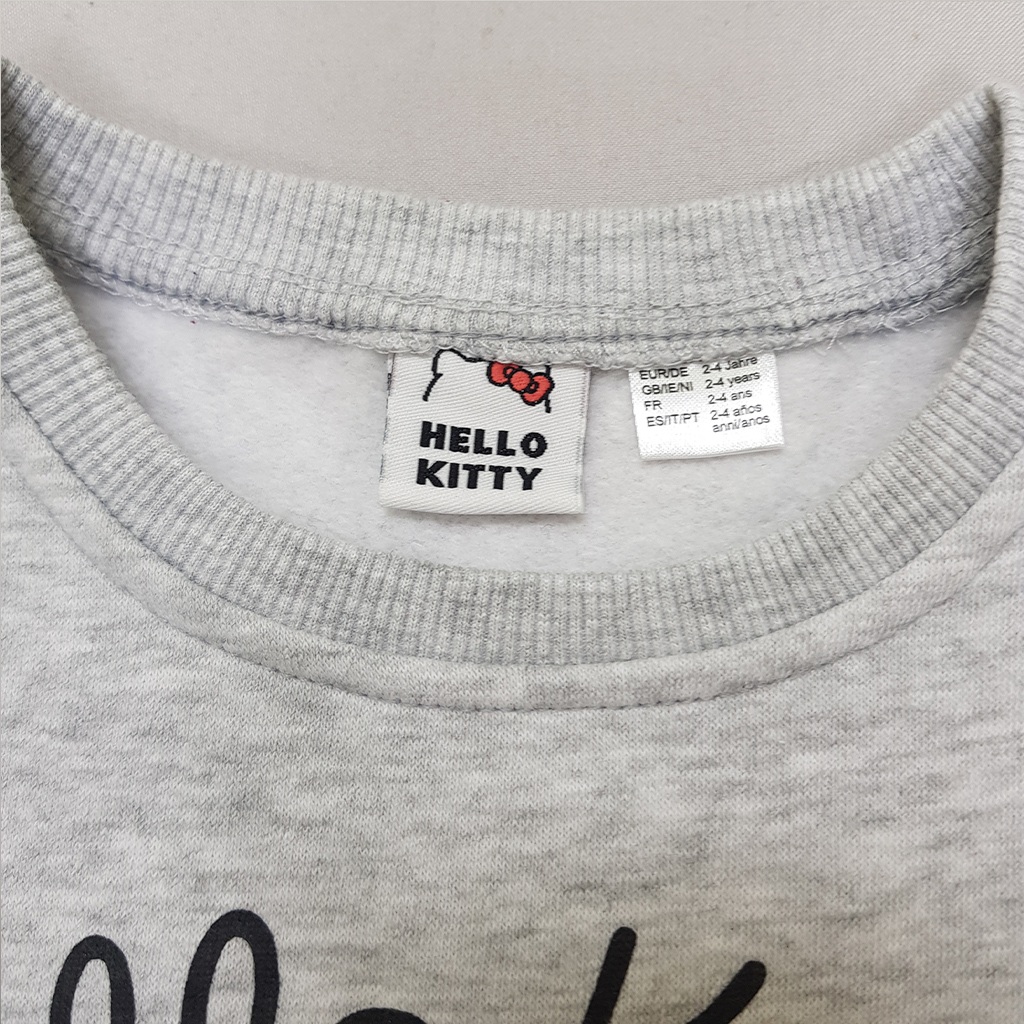 HELLO
KITTY
EUR/DE 2-4 Jahre
GB/IE/NI 2-4 years
FR 2-4 ans
ES/IT/PT 2-4 años
anni/anos